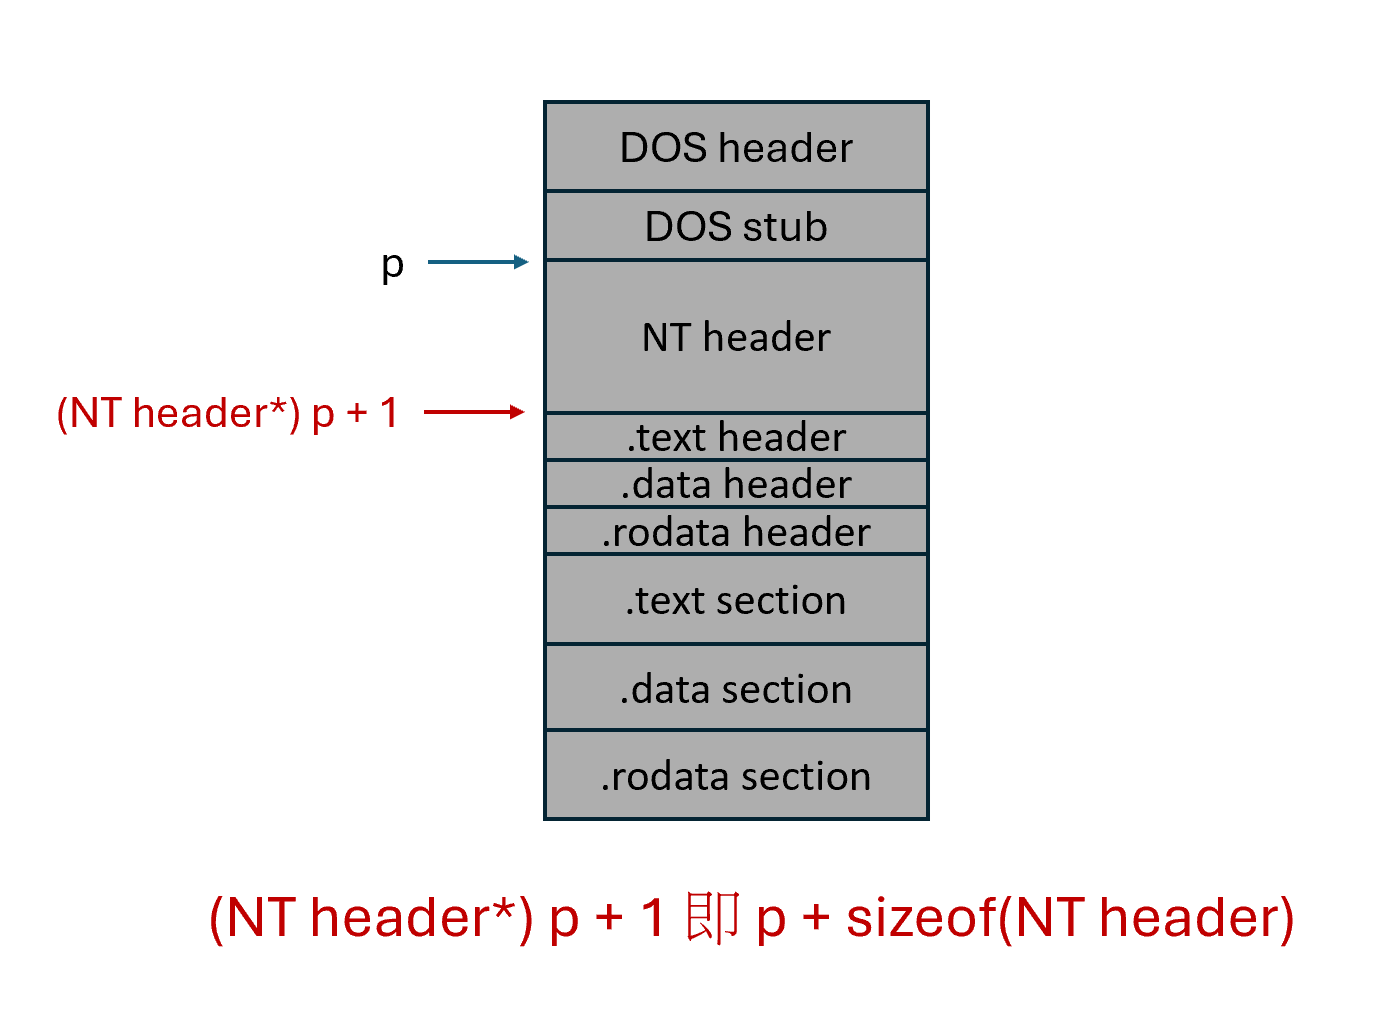 DOS header
DOS stub
p
NT header
(NT header*) p + 1
.text header
.data header
.rodata header
.text section
.data section
.rodata section
(NT header*) p + 1 即 p + sizeof(NT header)